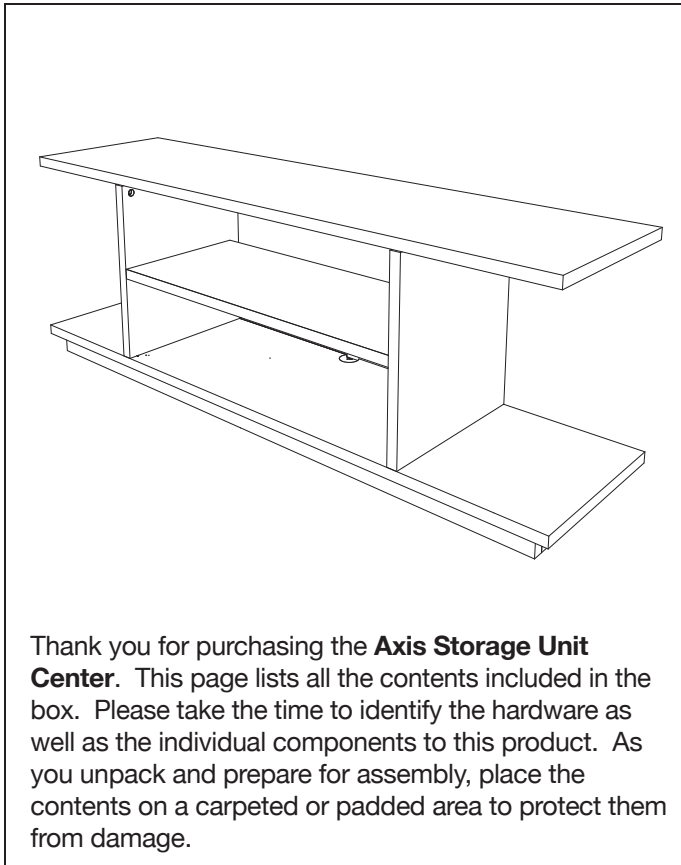 Thank you for purchasing the Axis Storage Unit
Center.  This page lists all the contents included in the
box.  Please take the time to identify the hardware as
well as the individual components to this product.  As
you unpack and prepare for assembly, place the
contents on a carpeted or padded area to protect them
from damage.